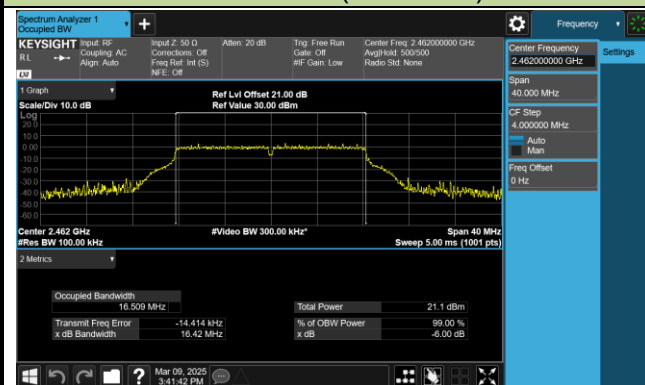 Spectrum Analyzer 1
Occupied BW
+
Frequency
KEYSIGHT
Input: RF
Input Z: 50 Ω
Atten: 20 dB
Trig: Free Run
Center Freq: 2.462000000 GHz
R L
Coupling: AC
Corrections: Off
Gate: Off
Avg|Hold: 500/500
Align: Auto
Freq Ref: Int (S)
#IF Gain: Low
Radio Std: None
NFE: Off
LXI
Center Frequency
2.462000000 GHz
Settings
Span
40.000 MHz
CF Step
4.000000 MHz
Auto
Man
Freq Offset
0 Hz
1 Graph
Ref Lvl Offset 21.00 dB
Scale/Div 10.0 dB
Ref Value 30.00 dBm
Log
20.0
10.0
0.00
-10.0
-20.0
-30.0
-40.0
-50.0
-60.0
Center 2.462 GHz
#Video BW 300.00 kHz*
Span 40 MHz
#Res BW 100.00 kHz
Sweep 5.00 ms (1001 pts)
2 Metrics
Occupied Bandwidth
16.509 MHz
Total Power 21.1 dBm
Transmit Freq Error -14.414 kHz
% of OBW Power 99.00 %
x dB Bandwidth 16.42 MHz
x dB -6.00 dB
?
Mar 09, 2025
3:41:42 PM